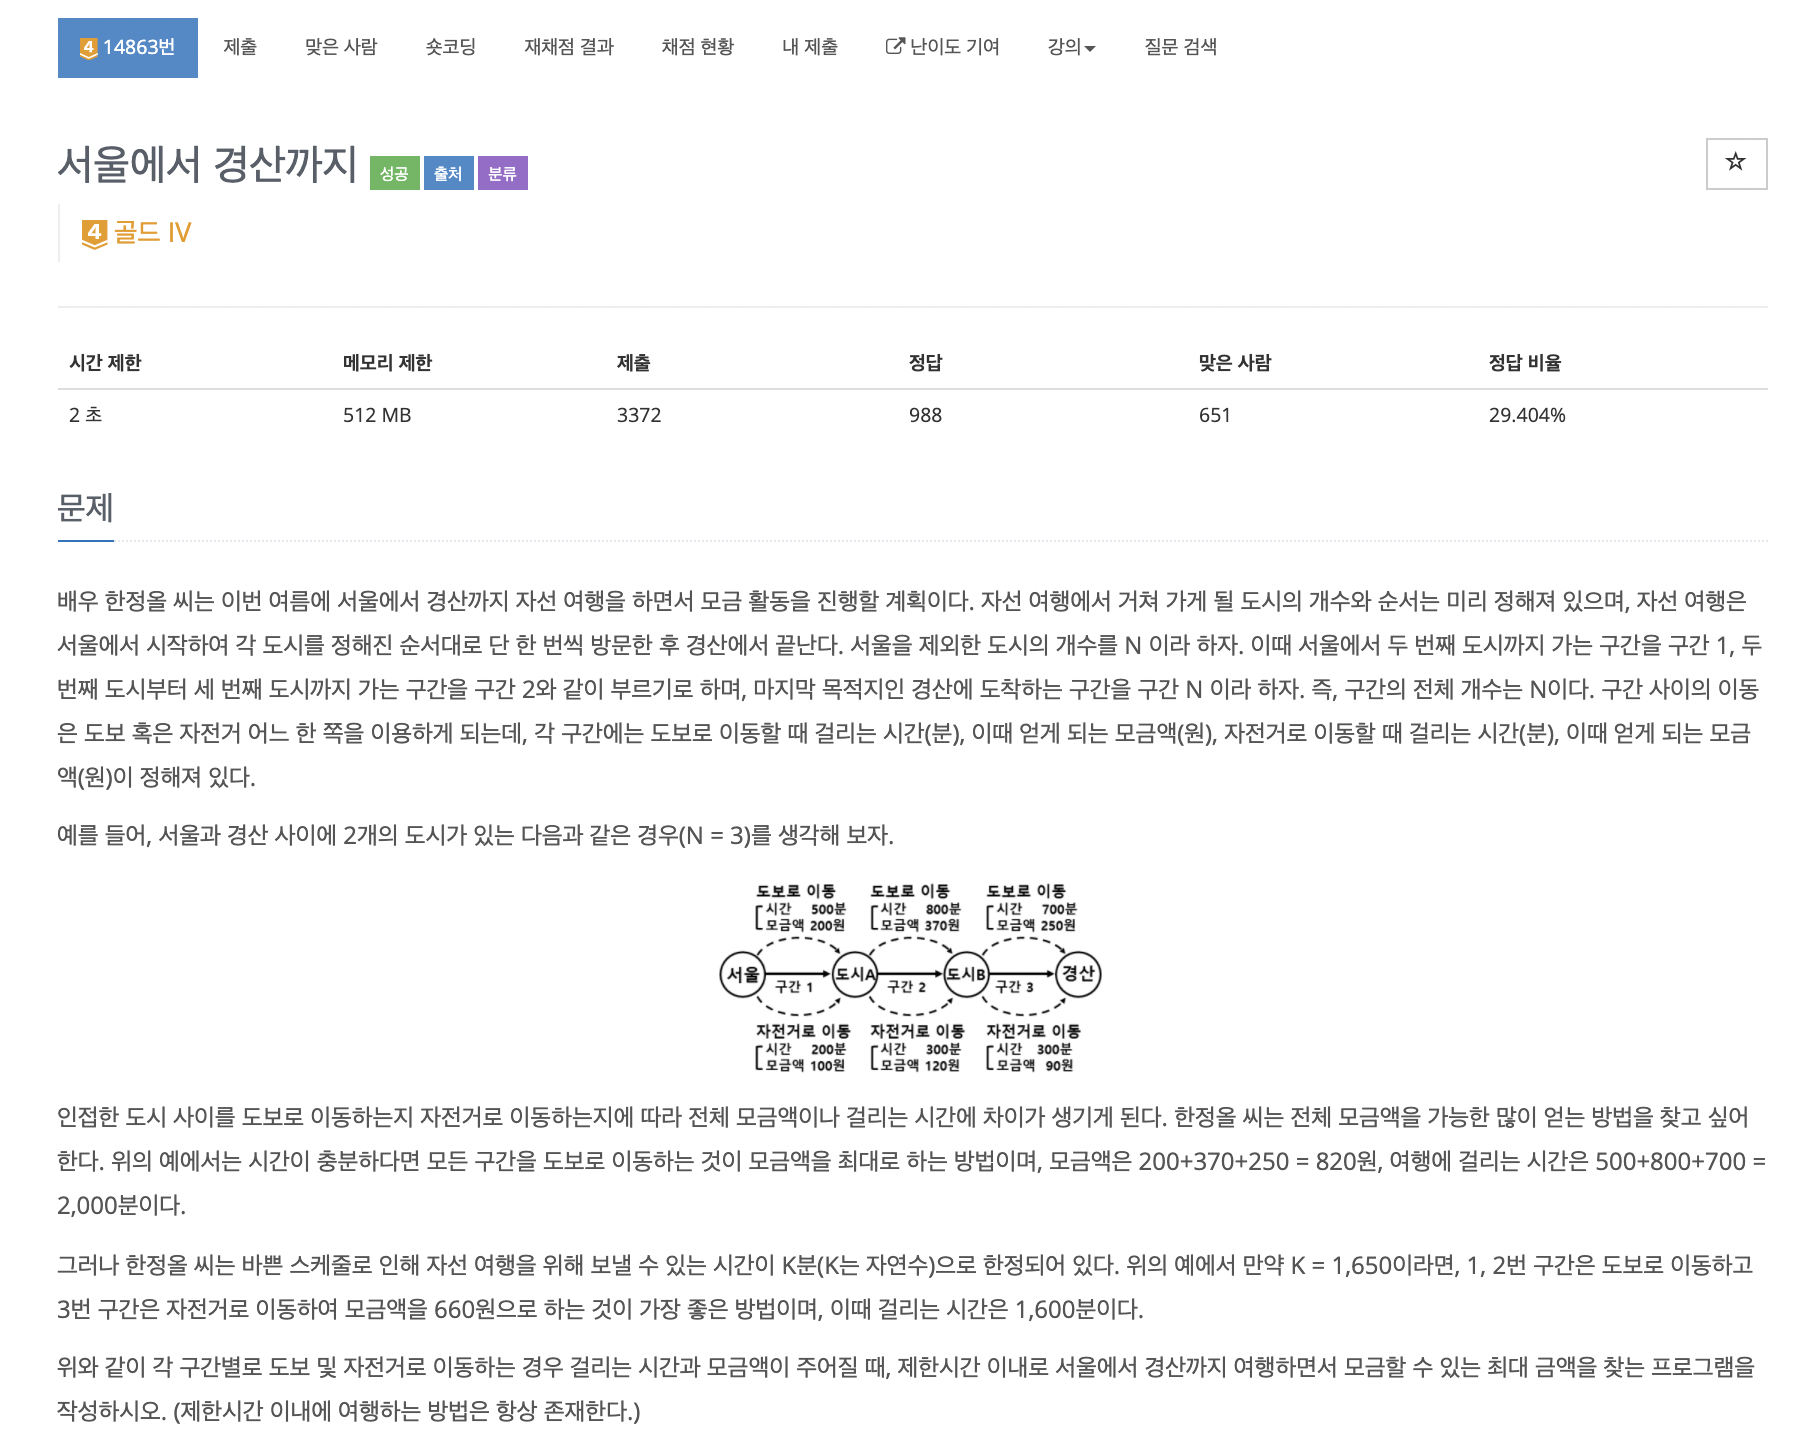 4 14863번 제출 맞은 사람 숏코딩 재채점 결과 채점 현황 내 제출 난이도 기여 강의 질문 검색
서울에서 경산까지 성공 출처 분류
4 골드 IV
시간 제한 메모리 제한 제출 정답 맞은 사람 정답 비율
2 초 512 MB 3372 988 651 29.404%
문제
배우 한정올 씨는 이번 여름에 서울에서 경산까지 자선 여행을 하면서 모금 활동을 진행할 계획이다. 자선 여행에서 거쳐 가게 될 도시의 개수와 순서는 미리 정해져 있으며, 자선 여행은
서울에서 시작하여 각 도시를 정해진 순서대로 단 한 번씩 방문한 후 경산에서 끝난다. 서울을 제외한 도시의 개수를 N 이라 하자. 이때 서울에서 두 번째 도시까지 가는 구간을 구간 1, 두
번째 도시부터 세 번째 도시까지 가는 구간을 구간 2와 같이 부르기로 하며, 마지막 목적지인 경산에 도착하는 구간을 구간 N 이라 하자. 즉, 구간의 전체 개수는 N이다. 구간 사이의 이동
은 도보 혹은 자전거 어느 한 쪽을 이용하게 되는데, 각 구간에는 도보로 이동할 때 걸리는 시간(분), 이때 얻게 되는 모금액(원), 자전거로 이동할 때 걸리는 시간(분), 이때 얻게 되는 모금
액(원)이 정해져 있다.
예를 들어, 서울과 경산 사이에 2개의 도시가 있는 다음과 같은 경우(N = 3)를 생각해 보자.
도보로 이동 도보로 이동 도보로 이동
시간 500분 시간 800분 시간 700분
모금액 200원 모금액 370원 모금액 250원
서울 도시A 도시B 경산
구간 1 구간 2 구간 3
자전거로 이동 자전거로 이동 자전거로 이동
시간 200분 시간 300분 시간 300분
모금액 100원 모금액 120원 모금액 90원
인접한 도시 사이를 도보로 이동하는지 자전거로 이동하는지에 따라 전체 모금액이나 걸리는 시간에 차이가 생기게 된다. 한정올 씨는 전체 모금액을 가능한 많이 얻는 방법을 찾고 싶어
한다. 위의 예에서는 시간이 충분하다면 모든 구간을 도보로 이동하는 것이 모금액을 최대로 하는 방법이며, 모금액은 200+370+250 = 820원, 여행에 걸리는 시간은 500+800+700 =
2,000분이다.
그러나 한정올 씨는 바쁜 스케줄로 인해 자선 여행을 위해 보낼 수 있는 시간이 K분(K는 자연수)으로 한정되어 있다. 위의 예에서 만약 K = 1,650이라면, 1, 2번 구간은 도보로 이동하고
3번 구간은 자전거로 이동하여 모금액을 660원으로 하는 것이 가장 좋은 방법이며, 이때 걸리는 시간은 1,600분이다.
위와 같이 각 구간별로 도보 및 자전거로 이동하는 경우 걸리는 시간과 모금액이 주어질 때, 제한시간 이내로 서울에서 경산까지 여행하면서 모금할 수 있는 최대 금액을 찾는 프로그램을
작성하시오. (제한시간 이내에 여행하는 방법은 항상 존재한다.)